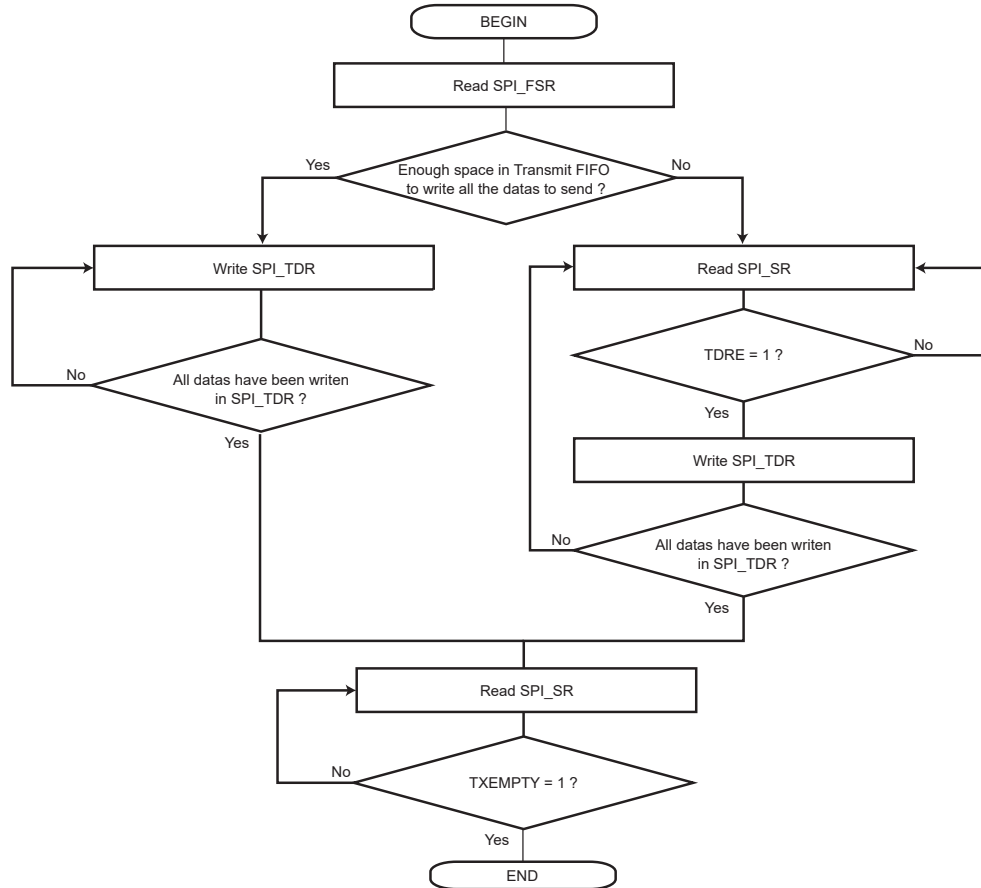 BEGIN
Read SPI_FSR
Enough space in Transmit FIFO
to write all the datas to send ?
Yes
No
Write SPI_TDR
Read SPI_SR
TDRE = 1 ?
No
All datas have been writen
in SPI_TDR ?
No
Yes
Yes
Write SPI_TDR
All datas have been writen
in SPI_TDR ?
No
Yes
Read SPI_SR
TXEMPTY = 1 ?
No
Yes
END